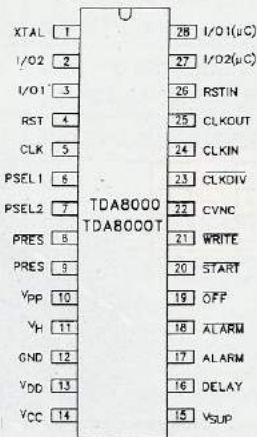 XTAL 1 28 I/O1(μC)
I/O2 2 27 I/O2(μC)
I/O1 3 26 RSTIN
RST 4 25 CLKOUT
CLK 5 24 CLKIN
PSEL1 6 23 CLKDIV
PSEL2 7 22 CVNC
TDA8000
TDA8000T
PRES 8 21 WRITE
PRES 9 20 START
VPP 10 19 OFF
VH 11 18 ALARM
GND 12 17 ALARM
VDD 13 16 DELAY
VCC 14 15 VSUP